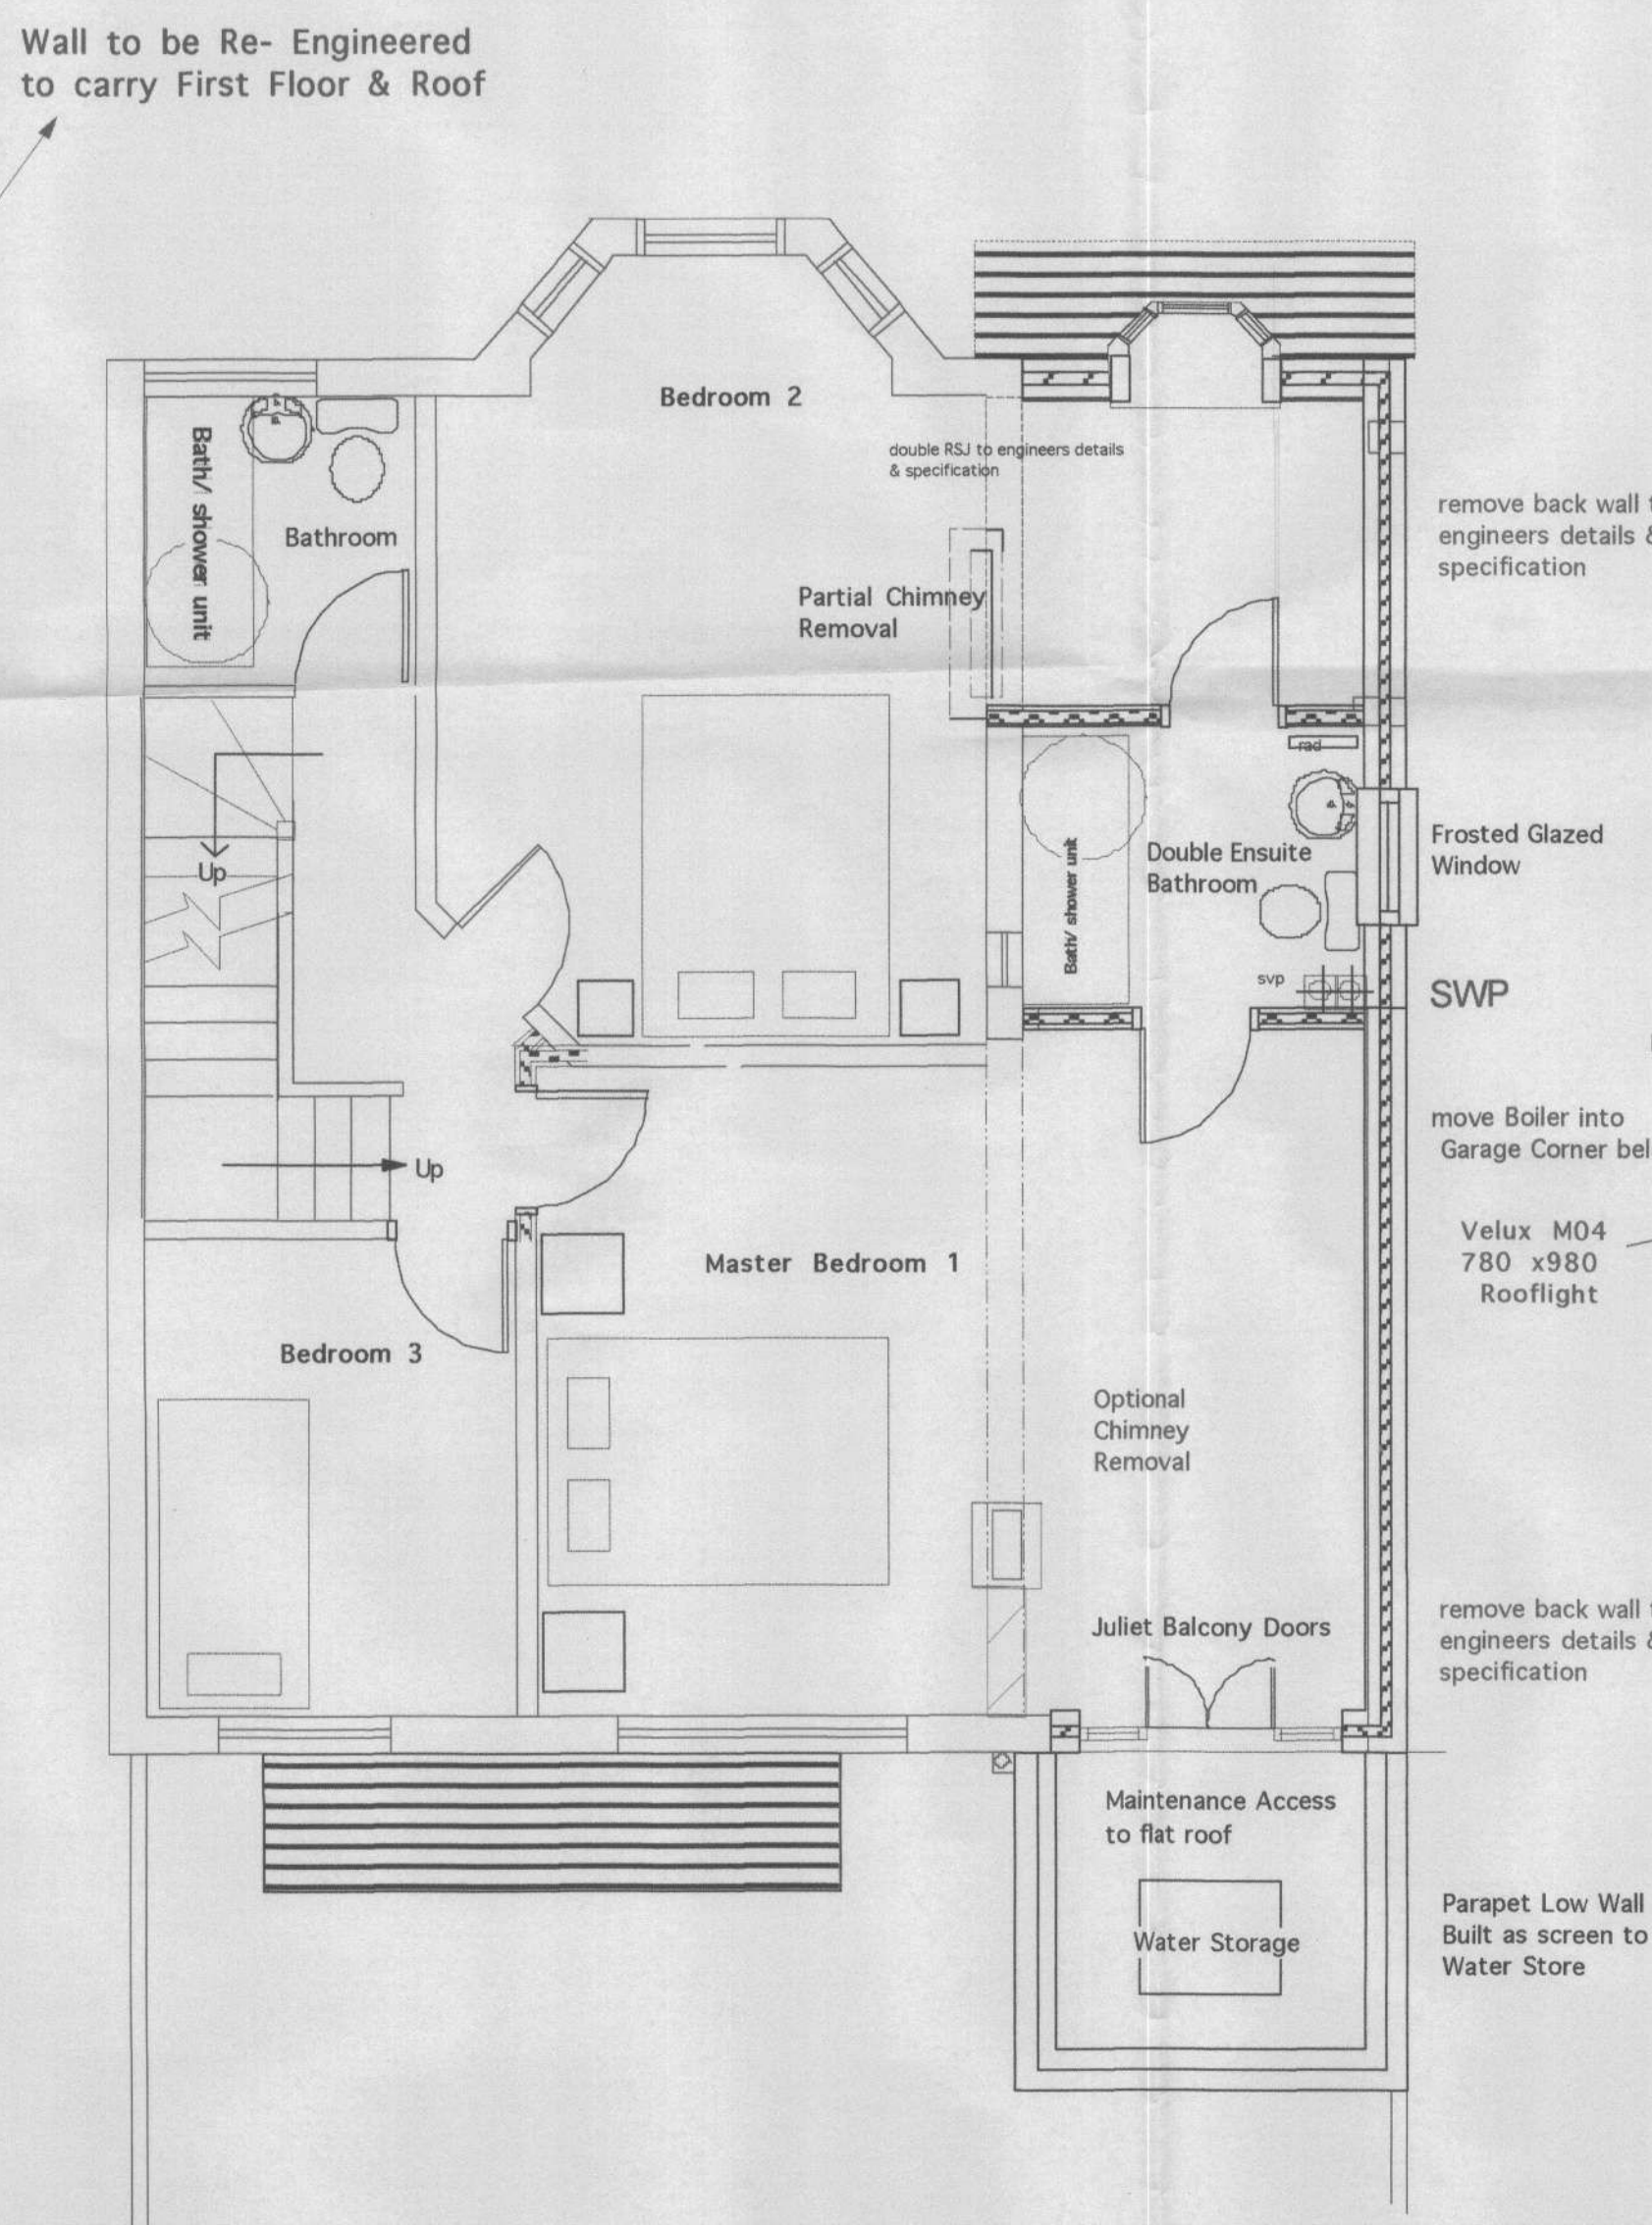 Wall to be Re- Engineered
to carry First Floor & Roof
Bedroom 2
double RSJ to engineers details
& specification
Bath/ shower unit
Bathroom
remove back wall
engineers details &
specification
Partial Chimney
Removal
rad
Up
Bath/ shower unit
Double Ensuite
Bathroom
Frosted Glazed
Window
svp
SWP
move Boiler into
Garage Corner bel
Up
Velux M04
780 x980
Rooflight
Master Bedroom 1
Bedroom 3
Optional
Chimney
Removal
Juliet Balcony Doors
remove back wall
engineers details &
specification
Maintenance Access
to flat roof
Water Storage
Parapet Low Wall
Built as screen to
Water Store